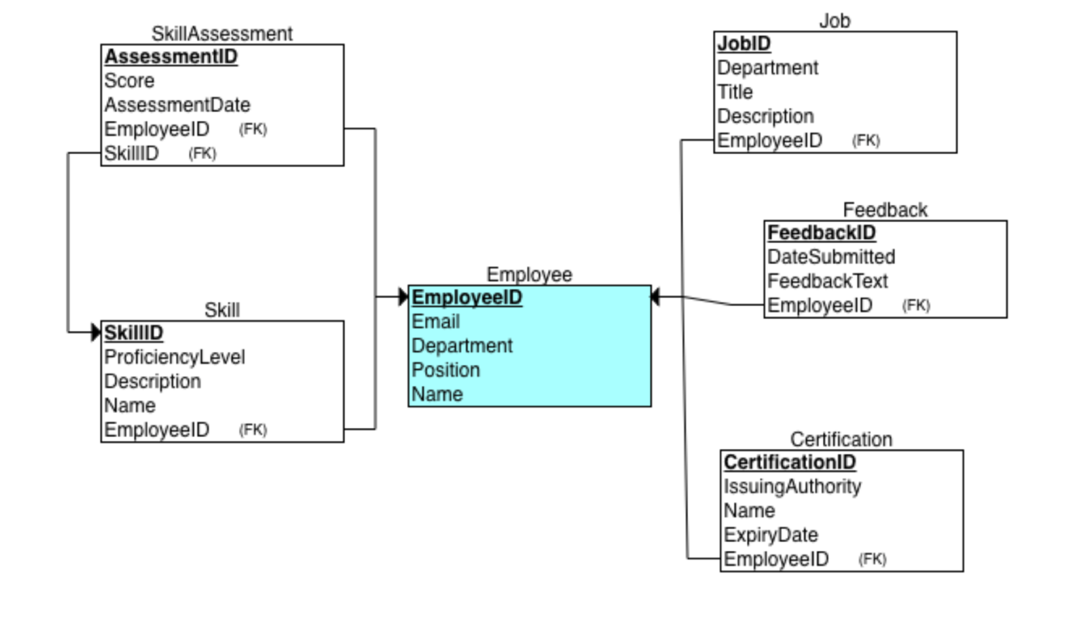 SkillAssessment
AssessmentID
Score
AssessmentDate
EmployeeID (FK)
SkillID (FK)
Skill
SkillID
ProficiencyLevel
Description
Name
EmployeeID (FK)
Employee
EmployeeID
Email
Department
Position
Name
Job
JobID
Department
Title
Description
EmployeeID (FK)
Feedback
FeedbackID
DateSubmitted
FeedbackText
EmployeeID (FK)
Certification
CertificationID
IssuingAuthority
Name
ExpiryDate
EmployeeID (FK)